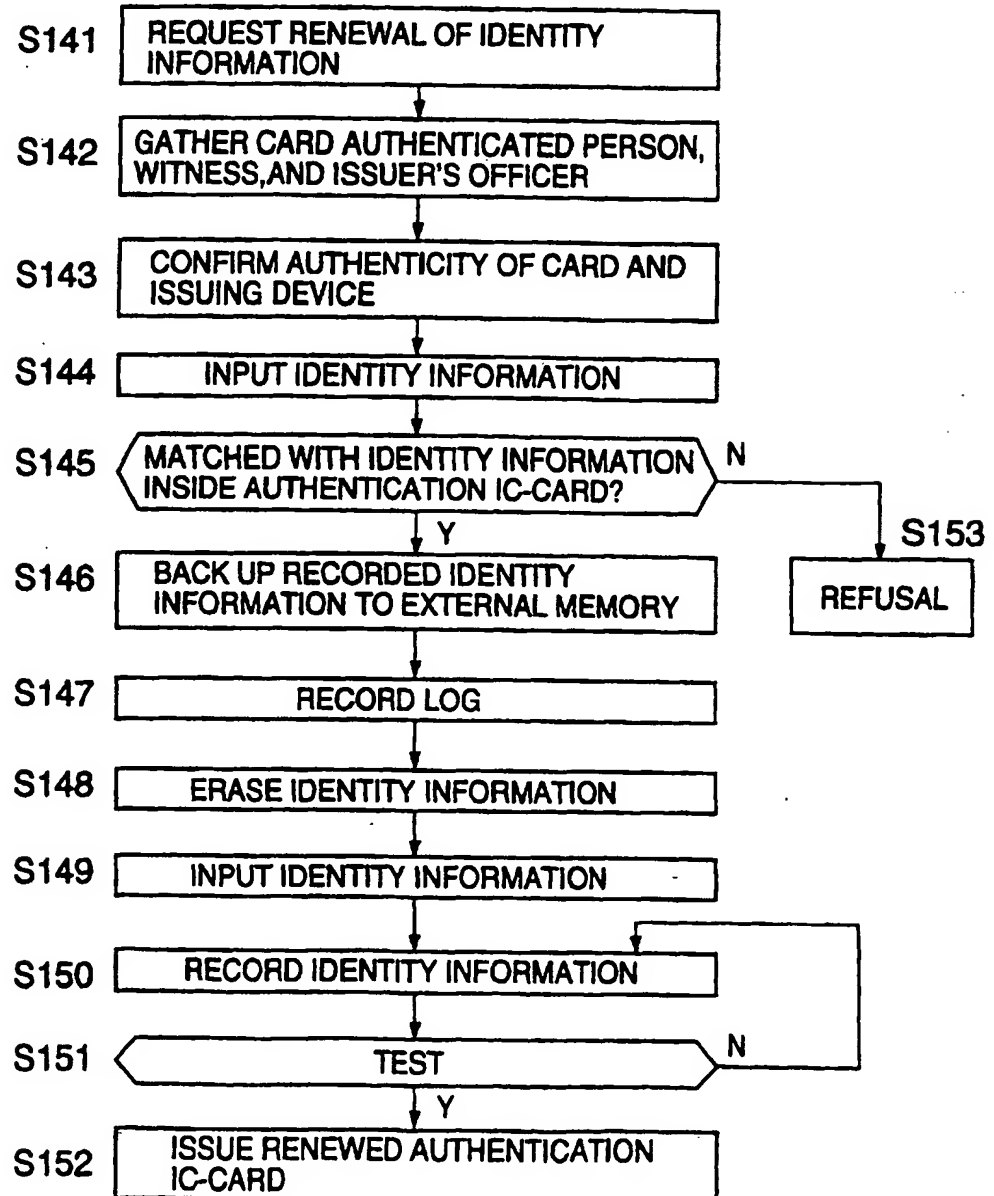 S141
REQUEST RENEWAL OF IDENTITY
INFORMATION
S142
GATHER CARD AUTHENTICATED PERSON,
WITNESS,AND ISSUER'S OFFICER
S143
CONFIRM AUTHENTICITY OF CARD AND
ISSUING DEVICE
S144
INPUT IDENTITY INFORMATION
S145
MATCHED WITH IDENTITY INFORMATION
INSIDE AUTHENTICATION IC-CARD?
N
Y
S153
REFUSAL
S146
BACK UP RECORDED IDENTITY
INFORMATION TO EXTERNAL MEMORY
S147
RECORD LOG
S148
ERASE IDENTITY INFORMATION
S149
INPUT IDENTITY INFORMATION
S150
RECORD IDENTITY INFORMATION
S151
TEST
N
Y
S152
ISSUE RENEWED AUTHENTICATION
IC-CARD